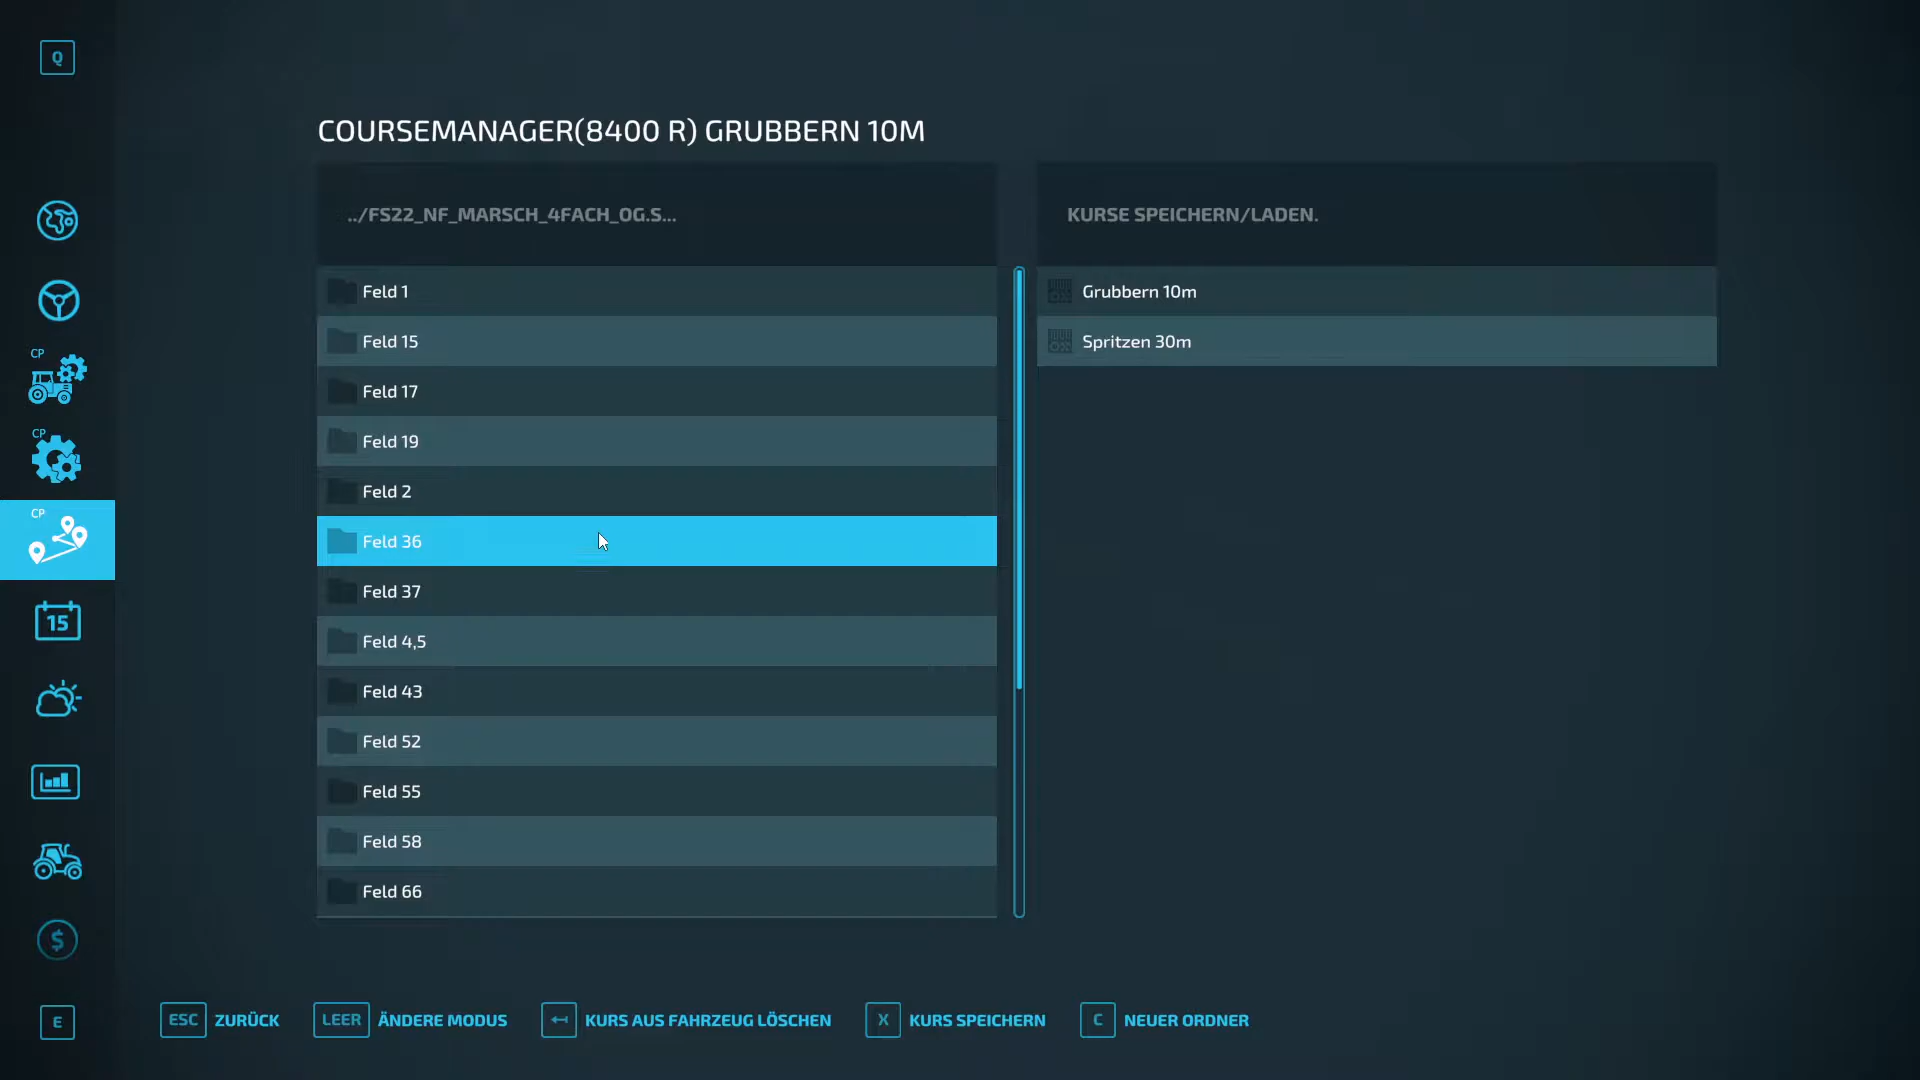 Q
COURSEMANAGER(8400 R) GRUBBERN 10M
../FS22_NF_MARSCH_4FACH_OG.S...
KURSE SPEICHERN/LADEN.
Feld 1
Feld 15
Feld 17
Feld 19
Feld 2
Feld 36
Feld 37
Feld 4,5
Feld 43
Feld 52
Feld 55
Feld 58
Feld 66
Grubbern 10m
Spritzen 30m
CP
CP
CP
15
$
E
ESC ZURÜCK
LEER ÄNDERE MODUS
KURS AUS FAHRZEUG LÖSCHEN
X KURS SPEICHERN
C NEUER ORDNER